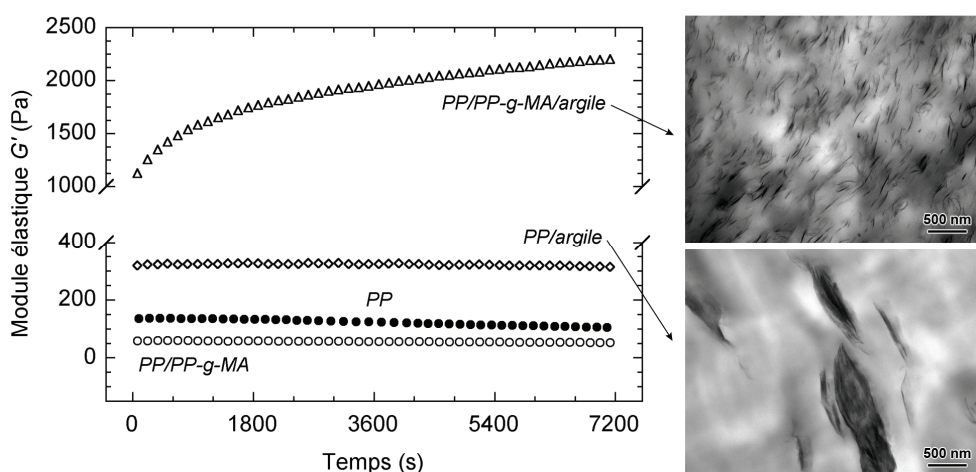 2500
2000
1500
1000
400
200
0
Module élastique G' (Pa)
PP/PP-g-MA/argile
PP/argile
PP
PP/PP-g-MA
0 1800 3600 5400 7200
Temps (s)
500 nm
500 nm